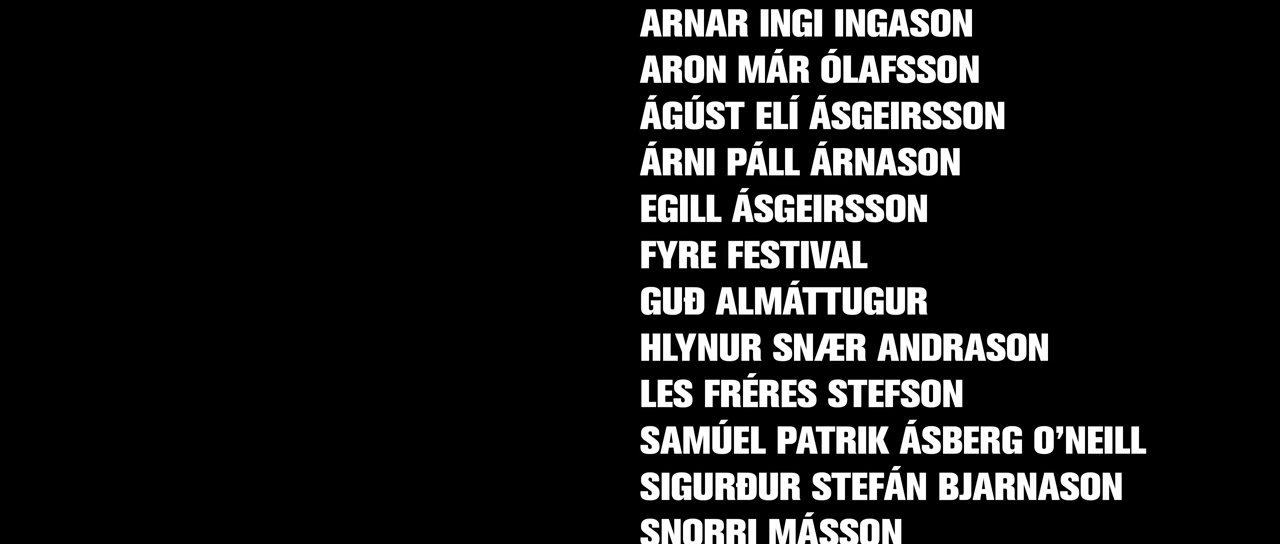 ARNAR INGI INGASON
ARON MÁR ÓLAFSSON
ÁGÚST ELÍ ÁSGEIRSSON
ÁRNI PÁLL ÁRNASON
EGILL ÁSGEIRSSON
FYRE FESTIVAL
GUÐ ALMÁTTUGUR
HLYNUR SNÆR ANDRASON
LES FRÉRES STEFSON
SAMÚEL PATRIK ÁSBERG O’NEILL
SIGURÐUR STEFÁN BJARNASON
SNORRI MÁSSON